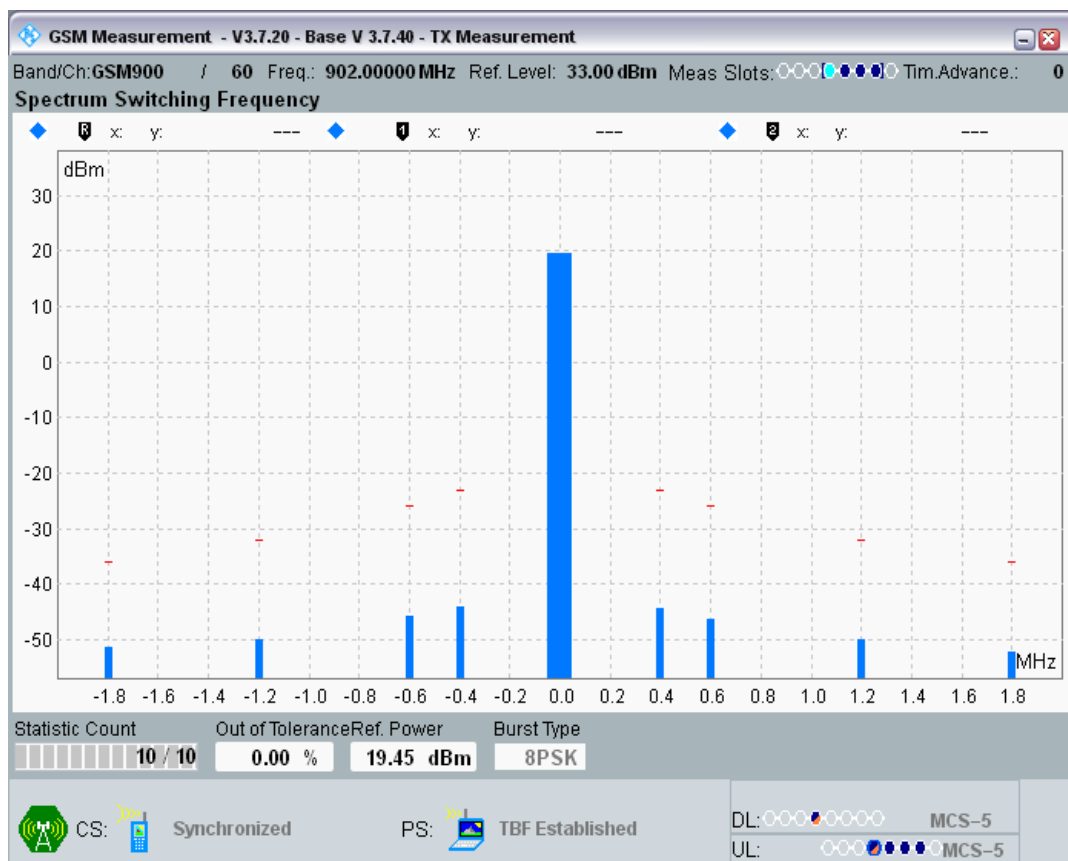 GSM Measurement - V3.7.20 - Base V 3.7.40 - TX Measurement
Band/Ch:GSM900 / 60 Freq.: 902.00000 MHz Ref. Level: 33.00 dBm Meas Slots: Tim.Advance.: 0
Spectrum Switching Frequency
R x: y: --- 1 x: y: --- 2 x: y: ---
dBm
30
20
10
0
-10
-20
-30
-40
-50
MHz
-1.8 -1.6 -1.4 -1.2 -1.0 -0.8 -0.6 -0.4 -0.2 0.0 0.2 0.4 0.6 0.8 1.0 1.2 1.4 1.6 1.8
Statistic Count Out of Tolerance Ref. Power Burst Type
10 / 10 0.00 % 19.45 dBm 8PSK
CS: Synchronized PS: TBF Established DL: MCS-5
UL: MCS-5